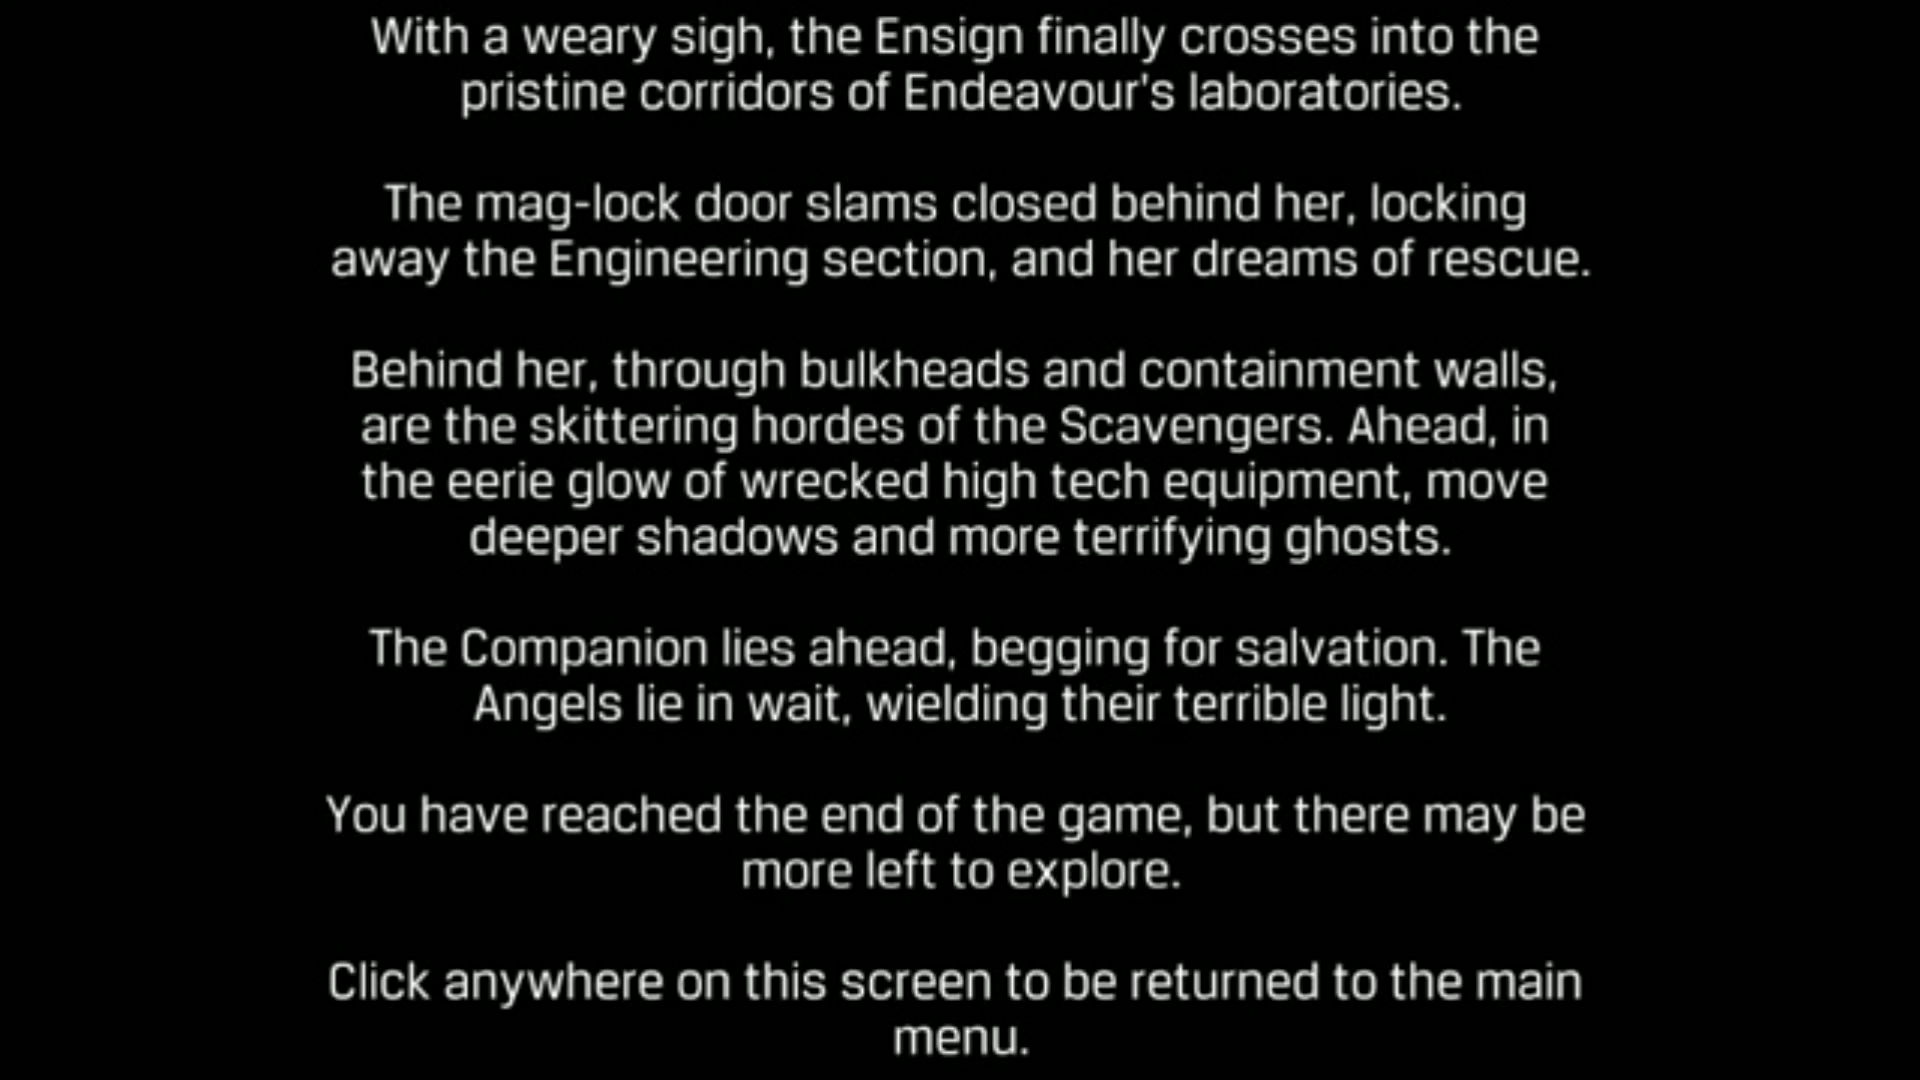 With a weary sigh, the Ensign finally crosses into the
pristine corridors of Endeavour's laboratories.
The mag-lock door slams closed behind her, locking
away the Engineering section, and her dreams of rescue.
Behind her, through bulkheads and containment walls,
are the skittering hordes of the Scavengers. Ahead, in
the eerie glow of wrecked high tech equipment, move
deeper shadows and more terrifying ghosts.
The Companion lies ahead, begging for salvation. The
Angels lie in wait, wielding their terrible light.
You have reached the end of the game, but there may be
more left to explore.
Click anywhere on this screen to be returned to the main
menu.